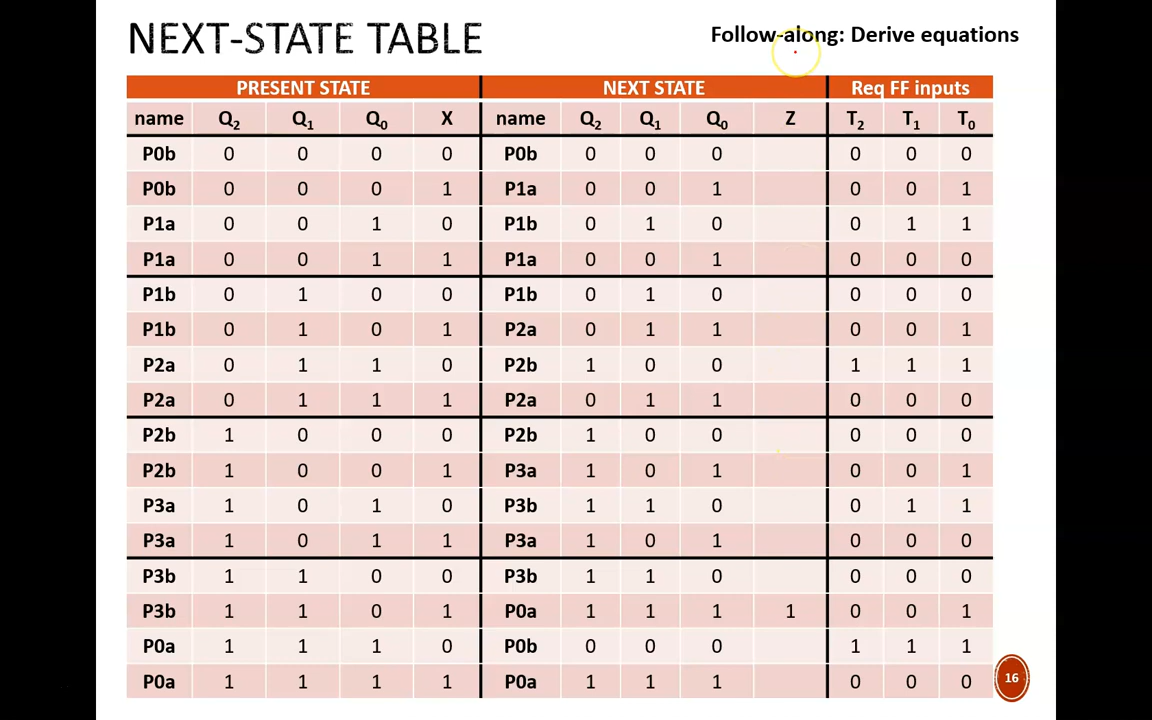 NEXT-STATE TABLE
Follow-along: Derive equations
PRESENT STATE NEXT STATE Req FF inputs
name Q2 Q1 Q0 X name Q2 Q1 Q0 Z T2 T1 T0
P0b 0 0 0 0 P0b 0 0 0 0 0 0
P0b 0 0 0 1 P1a 0 0 1 0 0 1
P1a 0 0 1 0 P1b 0 1 0 0 1 1
P1a 0 0 1 1 P1a 0 0 1 0 0 0
P1b 0 1 0 0 P1b 0 1 0 0 0 0
P1b 0 1 0 1 P2a 0 1 1 0 0 1
P2a 0 1 1 0 P2b 1 0 0 1 1 1
P2a 0 1 1 1 P2a 0 1 1 0 0 0
P2b 1 0 0 0 P2b 1 0 0 0 0 0
P2b 1 0 0 1 P3a 1 0 1 0 0 1
P3a 1 0 1 0 P3b 1 1 0 0 1 1
P3a 1 0 1 1 P3a 1 0 1 0 0 0
P3b 1 1 0 0 P3b 1 1 0 0 0 0
P3b 1 1 0 1 P0a 1 1 1 1 0 0 1
P0a 1 1 1 0 P0b 0 0 0 1 1 1
P0a 1 1 1 1 P0a 1 1 1 0 0 0
16